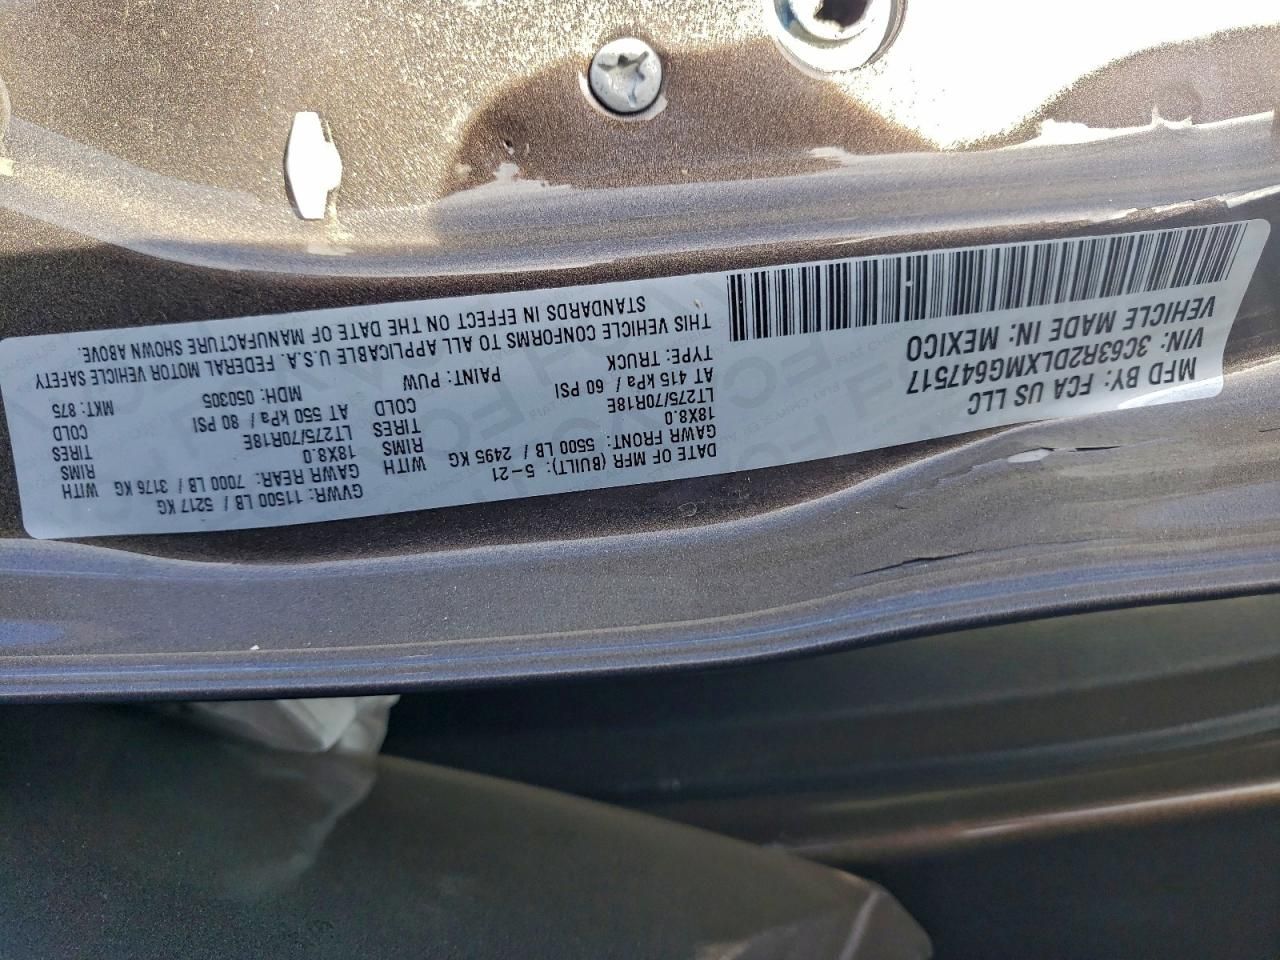 MFD BY: FCA US LLC
VIN: 3C63R2DLXMG647517
VEHICLE MADE IN: MEXICO
DATE OF MFR (BUILT): 5-21
GVWR: 11500 LB / 5217 KG
GAWR FRONT: 5500 LB / 2495 KG WITH
GAWR REAR: 7000 LB / 3176 KG WITH
18X8.0 RIMS
18X8.0 RIMS
LT275/70R18E TIRES
LT275/70R18E TIRES
AT 415 kPa / 60 PSI COLD
AT 550 kPa / 80 PSI COLD
TYPE: TRUCK PAINT: PUW MDH: 050305 MKT: 875
THIS VEHICLE CONFORMS TO ALL APPLICABLE U.S.A. FEDERAL MOTOR VEHICLE SAFETY
STANDARDS IN EFFECT ON THE DATE OF MANUFACTURE SHOWN ABOVE.